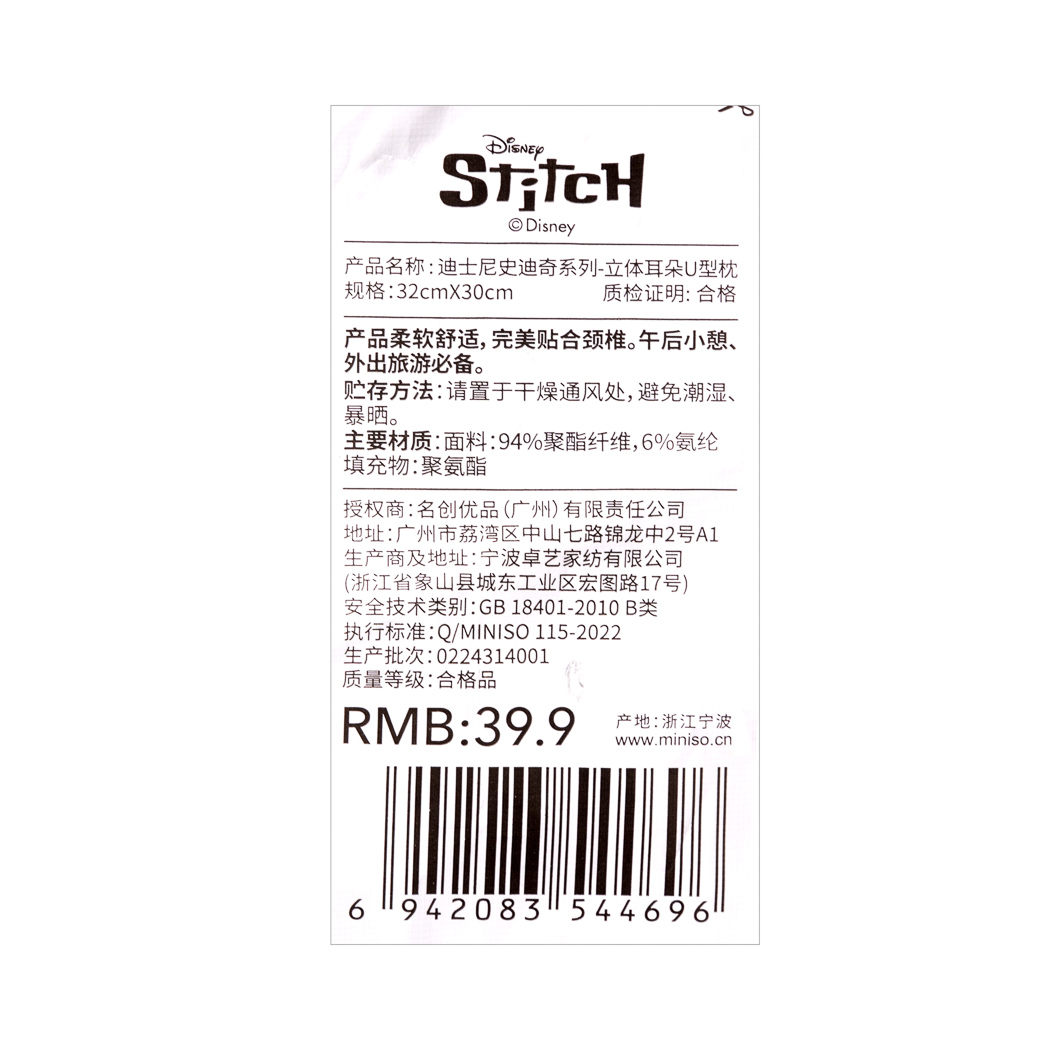 Disney
Stitch
©Disney
产品名称:迪士尼史迪奇系列-立体耳朵U型枕
规格:32cmX30cm 质检证明: 合格
产品柔软舒适,完美贴合颈椎。午后小憩、
外出旅游必备。
贮存方法:请置于干燥通风处,避免潮湿、
暴晒。
主要材质:面料:94%聚酯纤维,6%氨纶
填充物:聚氨酯
授权商:名创优品(广州)有限责任公司
地址:广州市荔湾区中山七路锦龙中2号A1
生产商及地址:宁波卓艺家纺有限公司
(浙江省象山县城东工业区宏图路17号)
安全技术类别:GB 18401-2010 B类
执行标准:Q/MINISO 115-2022
生产批次:0224314001
质量等级:合格品
RMB:39.9
产地:浙江宁波
www.miniso.cn
6 942083 544696